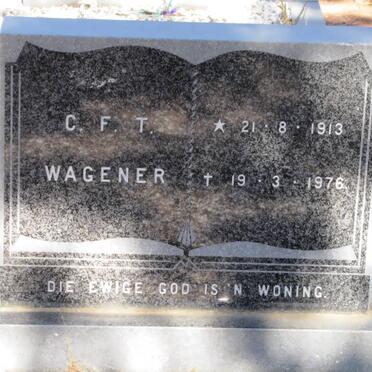 C. F. T.
WAGENER
★ 21 · 8 · 1913
† 19 · 3 · 1976
DIE EWIGE GOD IS 'N WONING.